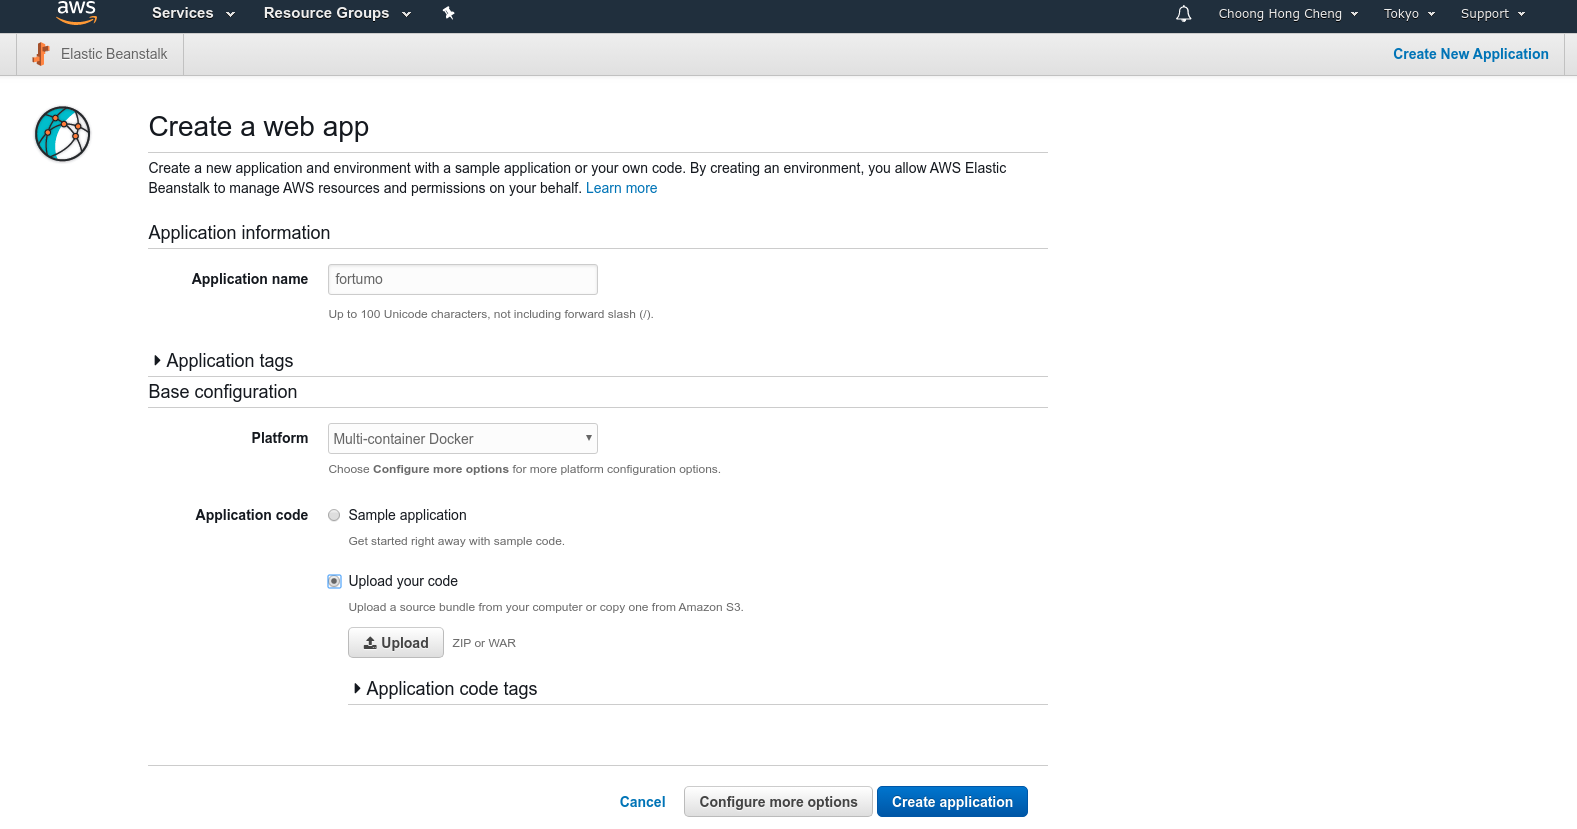 aws Services Resource Groups Choong Hong Cheng Tokyo Support
Elastic Beanstalk Create New Application
Create a web app
Create a new application and environment with a sample application or your own code. By creating an environment, you allow AWS Elastic
Beanstalk to manage AWS resources and permissions on your behalf. Learn more
Application information
Application name fortumo
Up to 100 Unicode characters, not including forward slash (/).
Application tags
Base configuration
Platform Multi-container Docker
Choose Configure more options for more platform configuration options.
Application code Sample application
Get started right away with sample code.
Upload your code
Upload a source bundle from your computer or copy one from Amazon S3.
Upload ZIP or WAR
Application code tags
Cancel Configure more options Create application